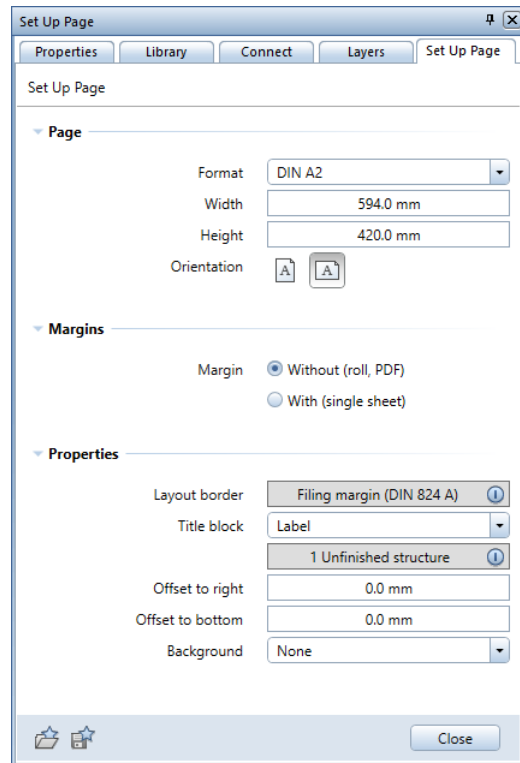 Set Up Page
Properties Library Connect Layers Set Up Page
Set Up Page
Page
Format DIN A2
Width 594.0 mm
Height 420.0 mm
Orientation A A
Margins
Margin Without (roll, PDF)
With (single sheet)
Properties
Layout border Filing margin (DIN 824 A)
Title block Label
1 Unfinished structure
Offset to right 0.0 mm
Offset to bottom 0.0 mm
Background None
Close